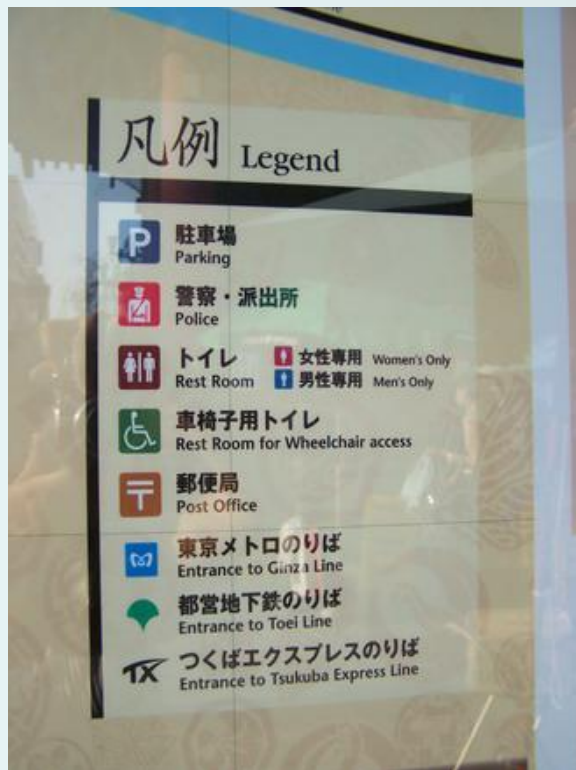 凡例 Legend
P 駐車場
Parking
警察・派出所
Police
トイレ 女性専用 Women's Only
Rest Room 男性専用 Men's Only
車椅子用トイレ
Rest Room for Wheelchair access
郵便局
Post Office
東京メトロのりば
Entrance to Ginza Line
都営地下鉄のりば
Entrance to Toei Line
TX つくばエクスプレスのりば
Entrance to Tsukuba Express Line